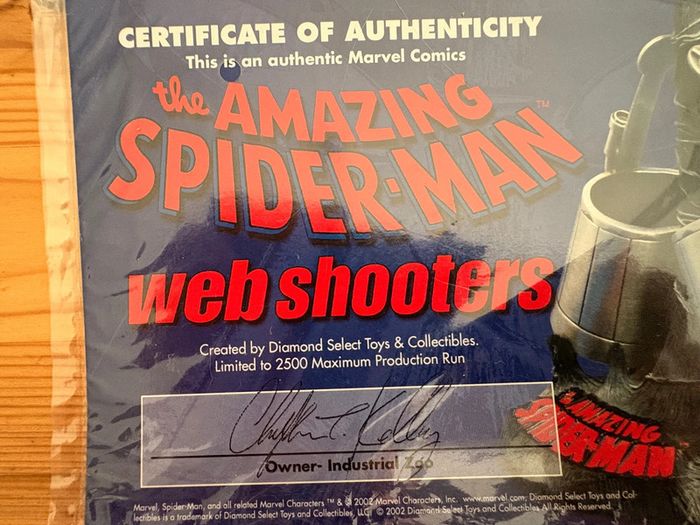 CERTIFICATE OF AUTHENTICITY
This is an authentic Marvel Comics
the AMAZING
SPIDER-MAN™
web shooters
Created by Diamond Select Toys & Collectibles.
Limited to 2500 Maximum Production Run
Owner- Industrial Zoo
AMAZING
SPIDER-MAN
Marvel, Spider-Man, and all related Marvel Characters ™ & © 2002 Marvel Characters, Inc. www.marvel.com, Diamond Select Toys and Col-
lectibles is a trademark of Diamond Select Toys and Collectibles, LLC. © 2002 Diamond Select Toys and Collectibles All Rights Reserved.